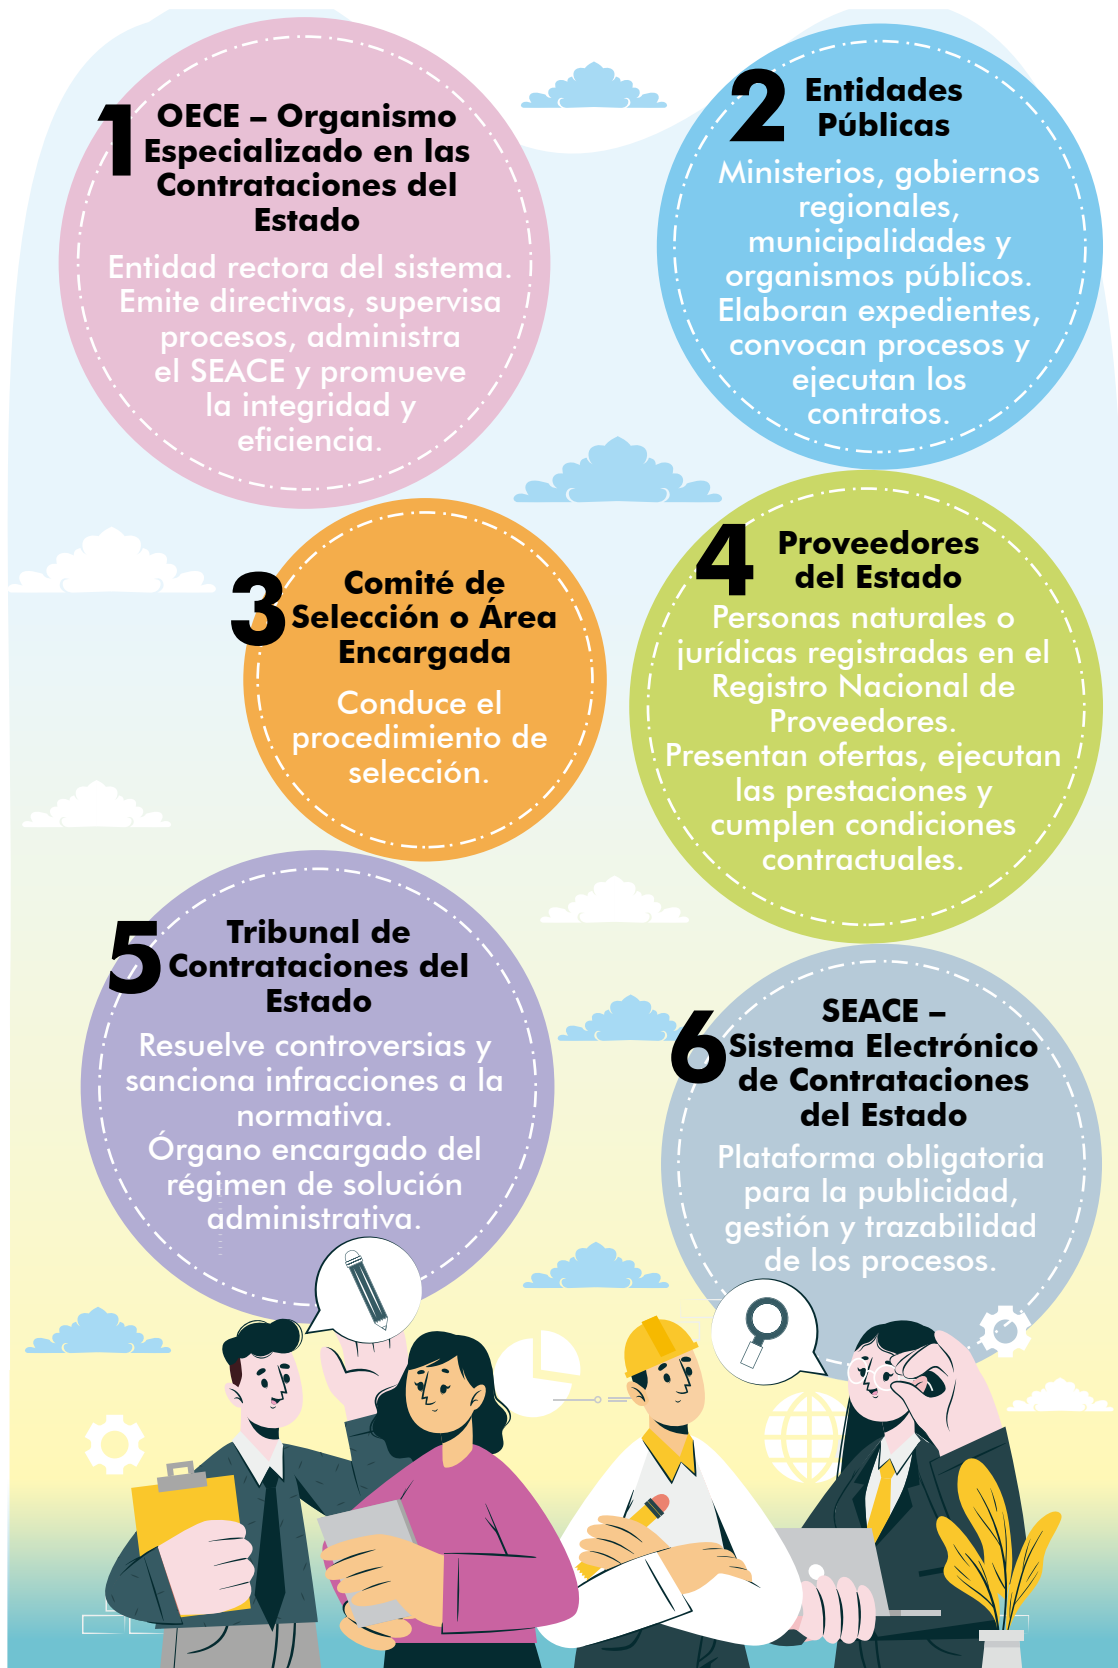 1
OECE – Organismo
Especializado en las
Contrataciones del
Estado
Entidad rectora del sistema.
Emite directivas, supervisa
procesos, administra
el SEACE y promueve
la integridad y
eficiencia.
2
Entidades
Públicas
Ministerios, gobiernos
regionales,
municipalidades y
organismos públicos.
Elaboran expedientes,
convocan procesos y
ejecutan los
contratos.
3
Comité de
Selección o Área
Encargada
Conduce el
procedimiento de
selección.
4
Proveedores
del Estado
Personas naturales o
jurídicas registradas en el
Registro Nacional de
Proveedores.
Presentan ofertas, ejecutan
las prestaciones y
cumplen condiciones
contractuales.
5
Tribunal de
Contrataciones del
Estado
Resuelve controversias y
sanciona infracciones a la
normativa.
Órgano encargado del
régimen de solución
administrativa.
6
SEACE –
Sistema Electrónico
de Contrataciones
del Estado
Plataforma obligatoria
para la publicidad,
gestión y trazabilidad
de los procesos.